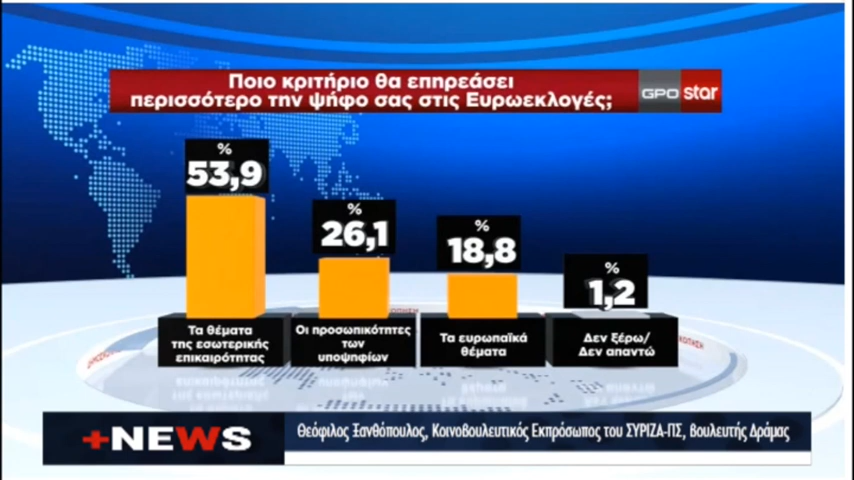 Ποιο κριτήριο θα επηρεάσει
περισσότερο την ψήφο σας στις Ευρωεκλογές;
GPO star
%
53,9
%
26,1
%
18,8
%
1,2
Τα θέματα
της εσωτερικής
επικαιρότητας
Οι προσωπικότητες
των
υποψηφίων
Τα ευρωπαϊκά
θέματα
Δεν ξέρω/
Δεν απαντώ
+NEWS
Θεόφιλος Ξανθόπουλος, Κοινοβουλευτικός Εκπρόσωπος του ΣΥΡΙΖΑ-ΠΣ, βουλευτής Δράμας